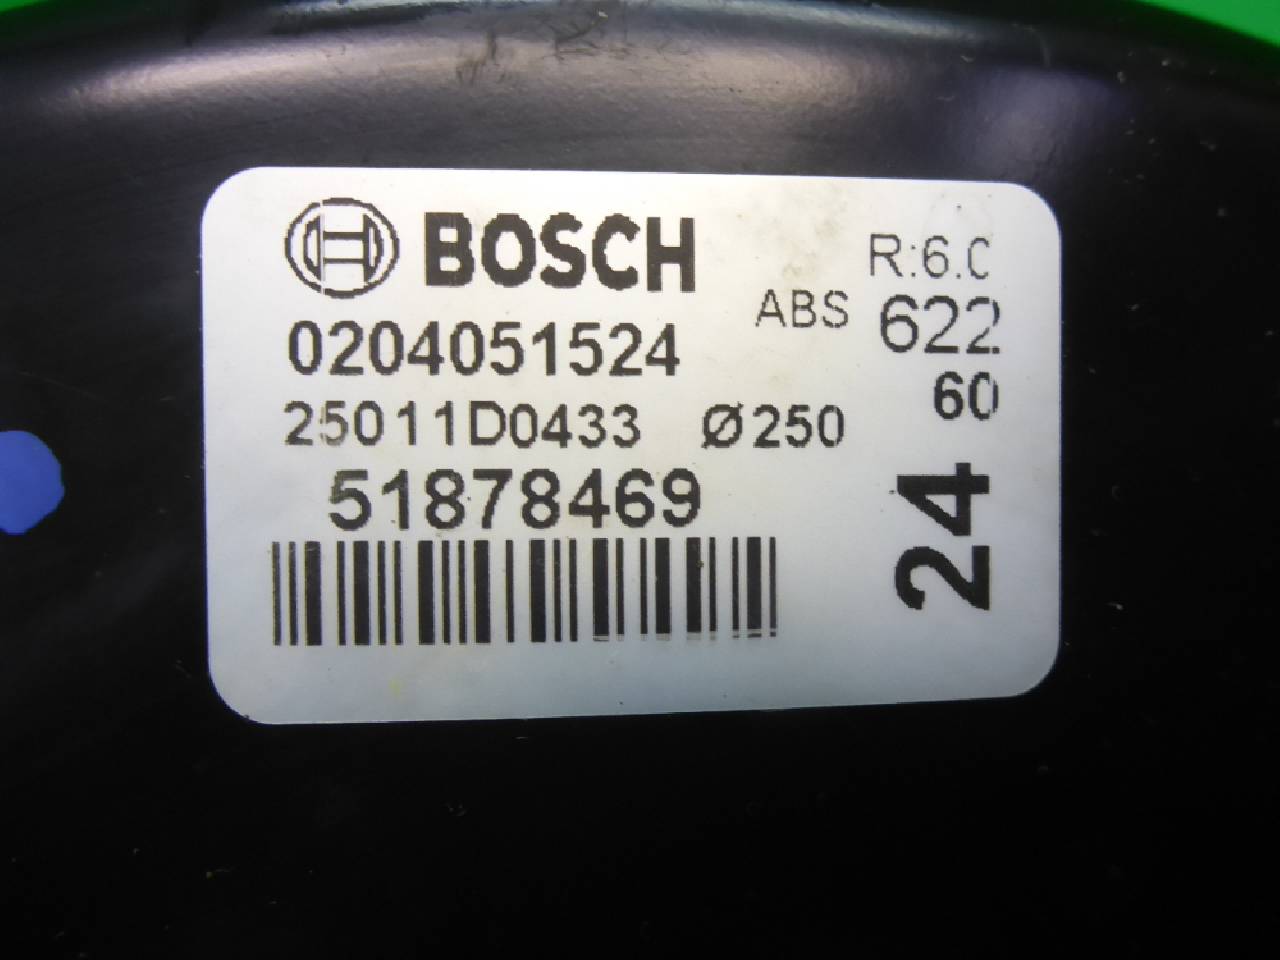 BOSCH
R:6.0
0204051524
ABS 622
60
25011D0433 Ø250
51878469
24